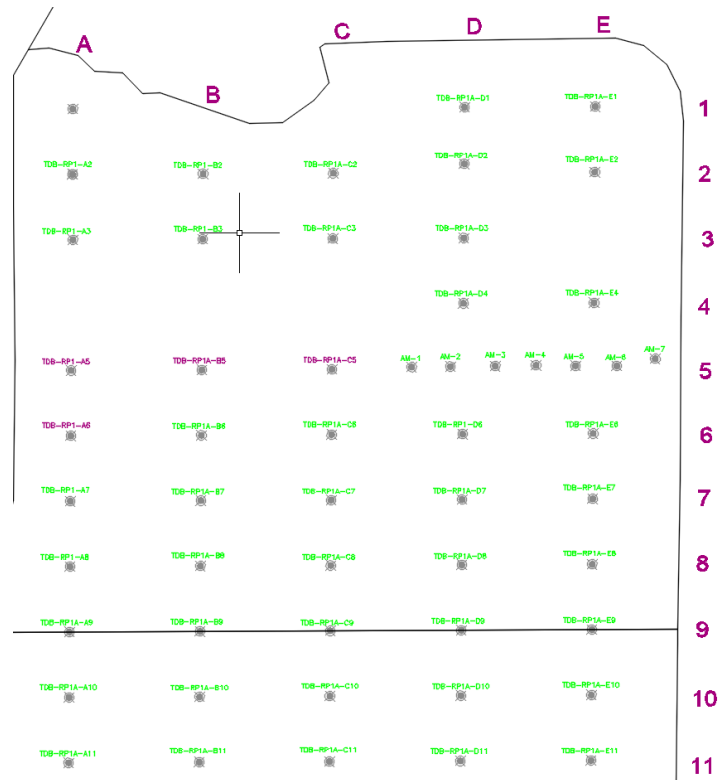 A B C D E
TDB-RP1A-D1 TDB-RP1A-E1 1
TDB-RP1-A2 TDB-RP1-B2 TDB-RP1A-C2 TDB-RP1A-D2 TDB-RP1A-E2 2
TDB-RP1-A3 TDB-RP1-B3 TDB-RP1A-C3 TDB-RP1A-D3 3
TDB-RP1A-D4 TDB-RP1A-E4 4
TDB-RP1-A5 TDB-RP1A-B5 TDB-RP1A-C5 AM-1 AM-2 AM-3 AM-4 AM-5 AM-6 AM-7 5
TDB-RP1-A6 TDB-RP1A-B6 TDB-RP1A-C6 TDB-RP1-D6 TDB-RP1A-E6 6
TDB-RP1-A7 TDB-RP1A-B7 TDB-RP1A-C7 TDB-RP1A-D7 TDB-RP1A-E7 7
TDB-RP1-A8 TDB-RP1A-B8 TDB-RP1A-C8 TDB-RP1A-D8 TDB-RP1A-E8 8
TDB-RP1A-A9 TDB-RP1A-B9 TDB-RP1A-C9 TDB-RP1A-D9 TDB-RP1A-E9 9
TDB-RP1A-A10 TDB-RP1A-B10 TDB-RP1A-C10 TDB-RP1A-D10 TDB-RP1A-E10 10
TDB-RP1A-A11 TDB-RP1A-B11 TDB-RP1A-C11 TDB-RP1A-D11 TDB-RP1A-E11 11